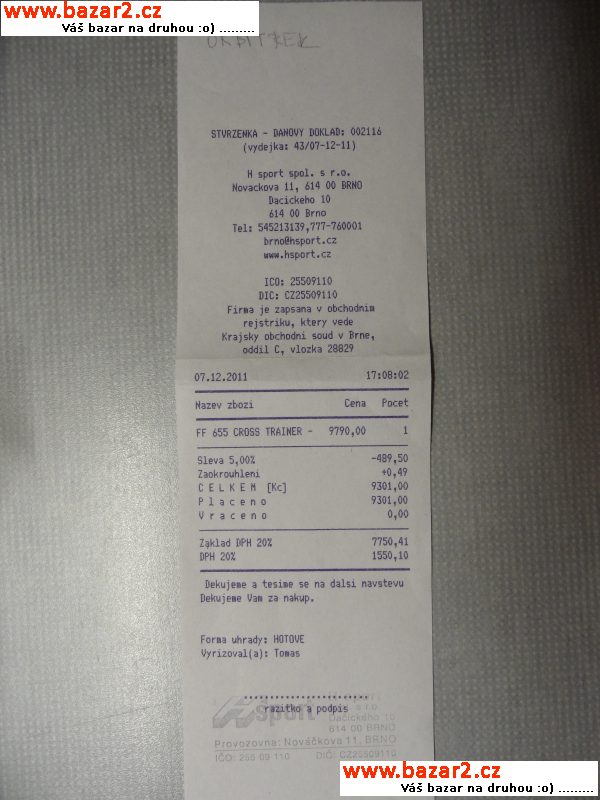 www.bazar2.cz
Váš bazar na druhou :o) .........
ORBITREK
STVRZENKA - DANOVY DOKLAD: 002116
(vydejka: 43/07-12-11)
H sport spol. s r.o.
Novackova 11, 614 00 BRNO
Dacickeho 10
614 00 Brno
Tel: 545213139,777-760001
brno@hsport.cz
www.hsport.cz
ICO: 25509110
DIC: CZ25509110
Firma je zapsana v obchodnim
rejstriku, ktery vede
Krajsky obchodni soud v Brne,
oddil C, vlozka 28829
07.12.2011 17:08:02
Nazev zbozi Cena Pocet
FF 655 CROSS TRAINER - 9790,00 1
Sleva 5,00% -489,50
Zaokrouhleni +0,49
C E L K E M [Kc] 9301,00
P l a c e n o 9301,00
V r a c e n o 0,00
Zaklad DPH 20% 7750,41
DPH 20% 1550,10
Dekujeme a tesime se na dalsi navstevu
Dekujeme Vam za nakup.
Forma uhrady: HOTOVE
Vyrizoval(a): Tomas
razitko a podpis
sport
s r.o.
Dačického 10
614 00 BRNO
Provozovna: Nováčkova 11, BRNO
IČO: 255 09 110 DIČ: CZ25509110
www.bazar2.cz
Váš bazar na druhou :o) .........